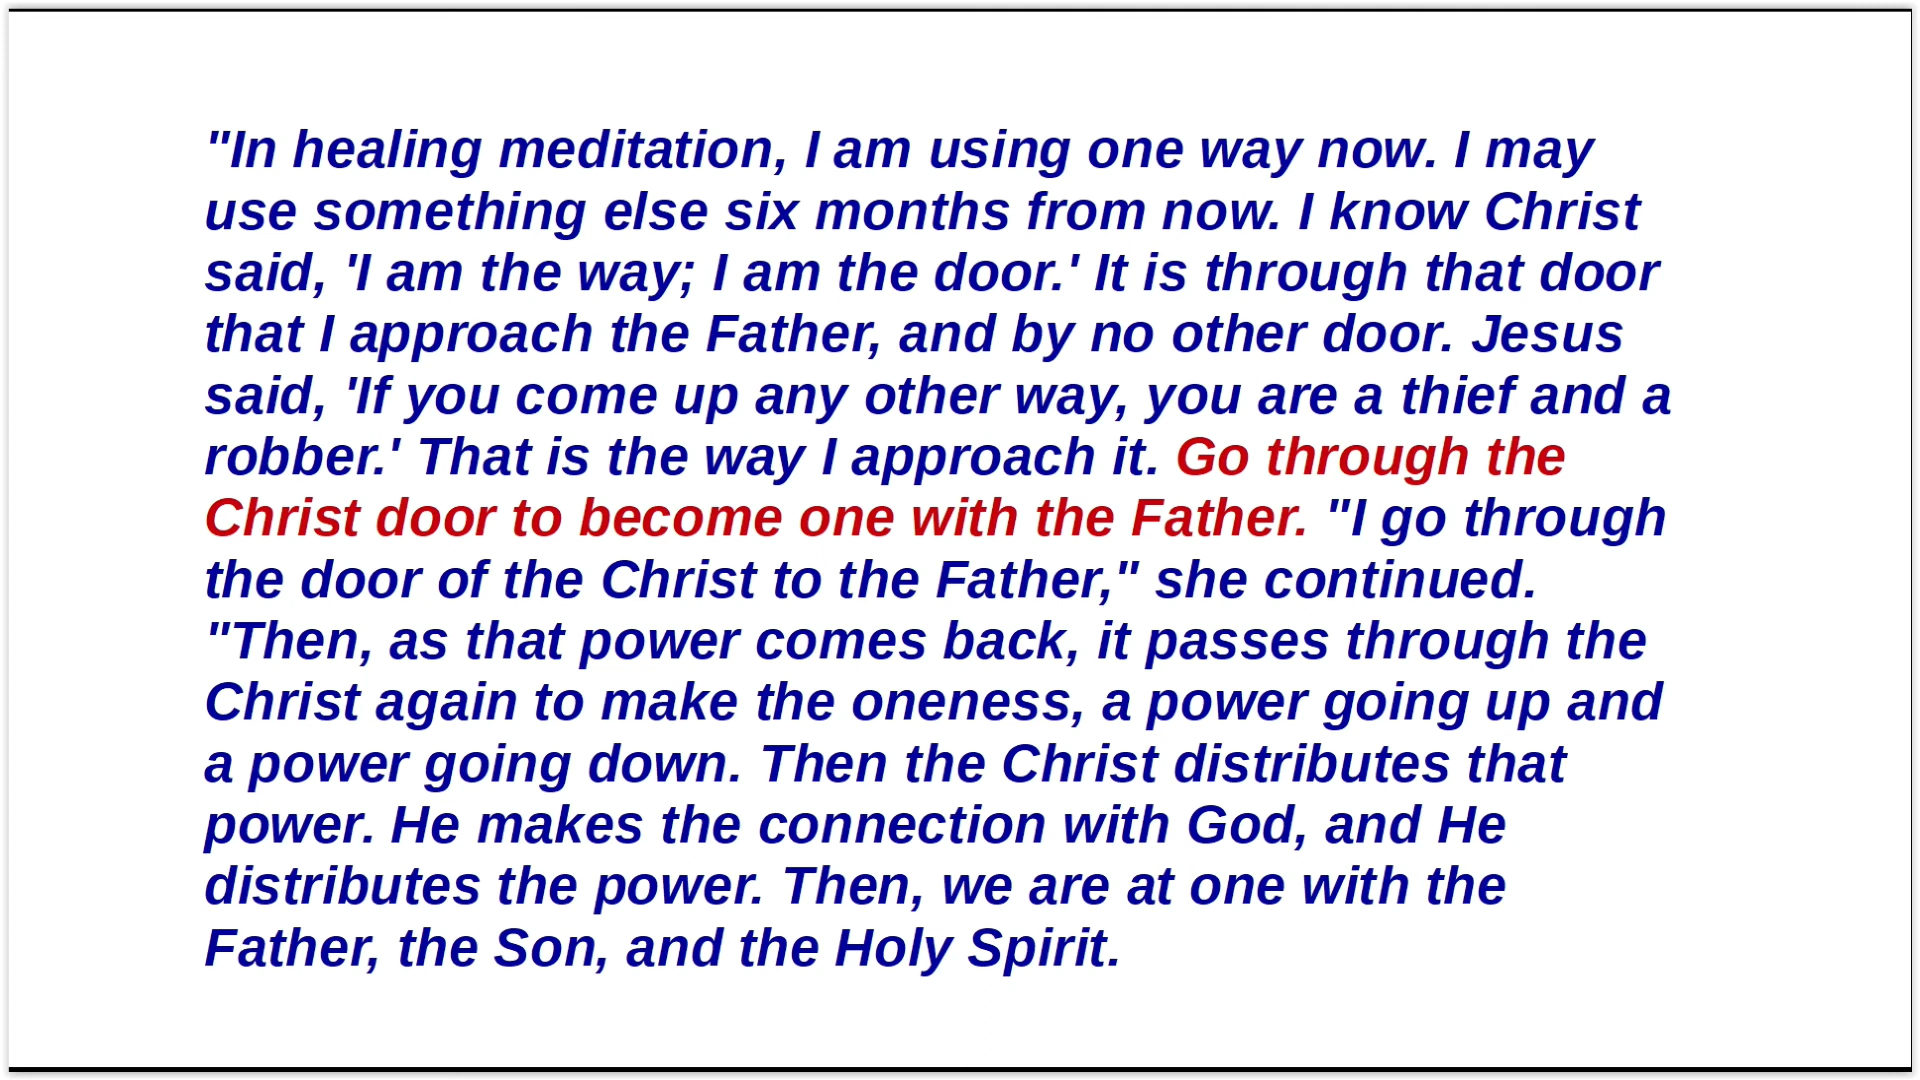 "In healing meditation, I am using one way now. I may
use something else six months from now. I know Christ
said, 'I am the way; I am the door.' It is through that door
that I approach the Father, and by no other door. Jesus
said, 'If you come up any other way, you are a thief and a
robber.' That is the way I approach it. Go through the
Christ door to become one with the Father. "I go through
the door of the Christ to the Father," she continued.
"Then, as that power comes back, it passes through the
Christ again to make the oneness, a power going up and
a power going down. Then the Christ distributes that
power. He makes the connection with God, and He
distributes the power. Then, we are at one with the
Father, the Son, and the Holy Spirit.